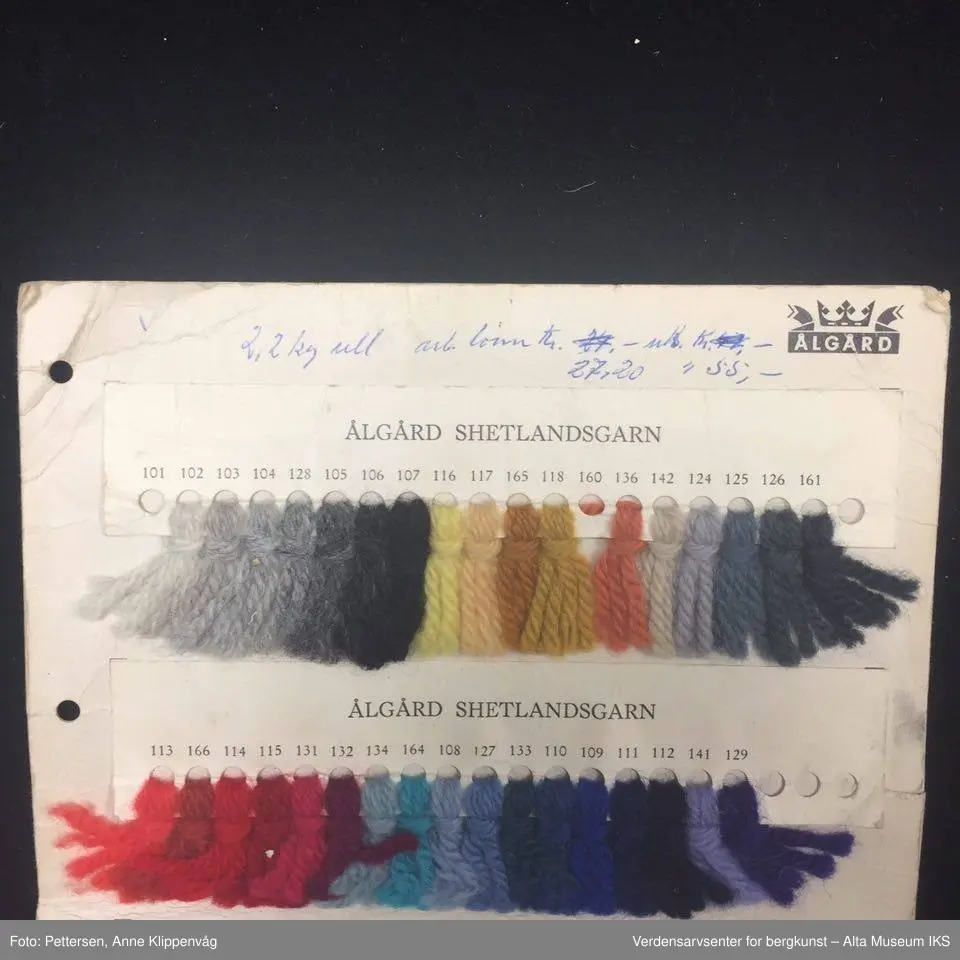 2,2 kg ull arb. lønn kr. – utk. kr. –
27,20 " 55,–
ÅLGÅRD
ÅLGÅRD SHETLANDSGARN
101 102 103 104 128 105 106 107 116 117 165 118 160 136 142 124 125 126 161
ÅLGÅRD SHETLANDSGARN
113 166 114 115 131 132 134 164 108 127 133 110 109 111 112 141 129
Foto: Pettersen, Anne Klippenvåg
Verdensarvsenter for bergkunst – Alta Museum IKS